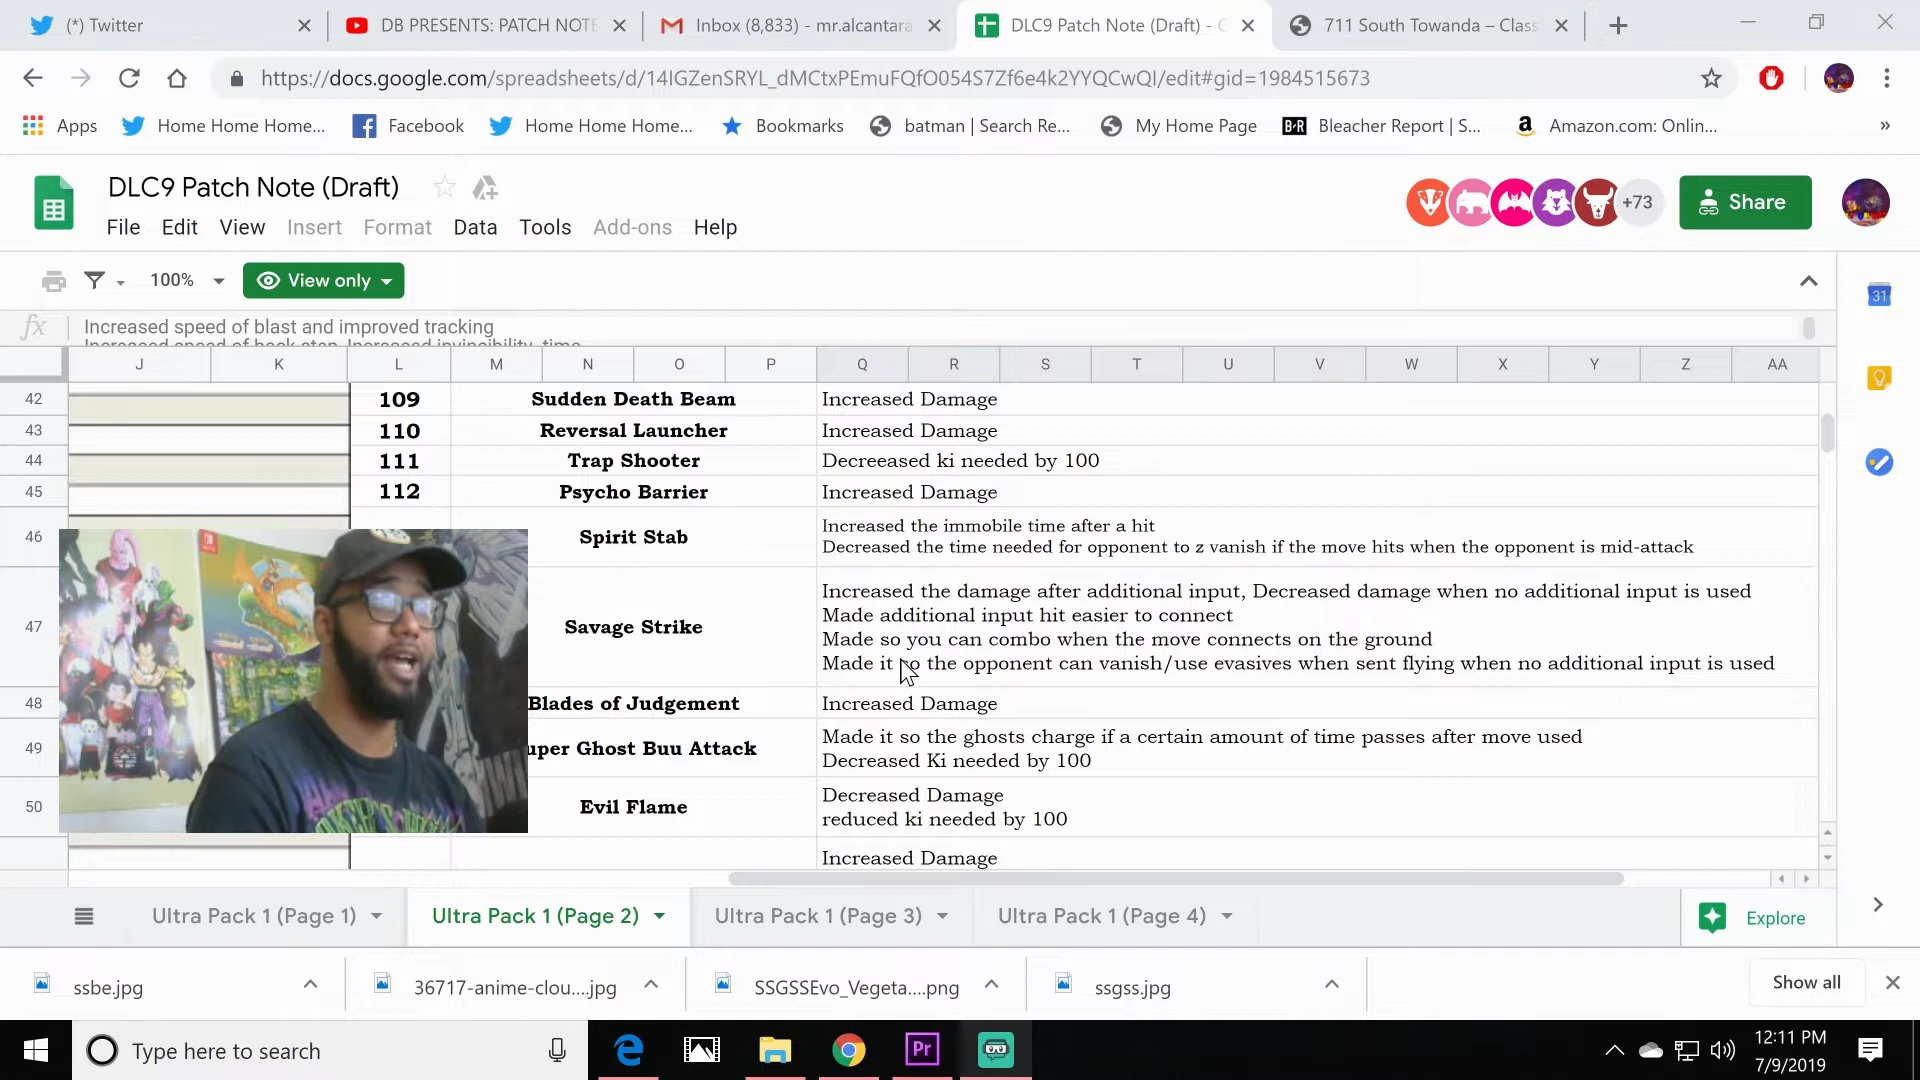 (*) Twitter
DB PRESENTS: PATCH NOTE
Inbox (8,833) - mr.alcantara
DLC9 Patch Note (Draft) - G
711 South Towanda – Class
https://docs.google.com/spreadsheets/d/14IGZenSRYL_dMCtxPEmuFQfO054S7Zf6e4k2YYQCwQI/edit#gid=1984515673
Apps
Home Home Home...
Facebook
Home Home Home...
Bookmarks
batman | Search Re...
My Home Page
B/R
Bleacher Report | S...
Amazon.com: Onlin...
»
DLC9 Patch Note (Draft)
+73
Share
File Edit View Insert Format Data Tools Add-ons Help
100%
View only
31
fx
Increased speed of blast and improved tracking
Increased speed of back step, Increased invincibility time
J K L M N O P Q R S T U V W X Y Z AA
42 109 Sudden Death Beam Increased Damage
43 110 Reversal Launcher Increased Damage
44 111 Trap Shooter Decreeased ki needed by 100
45 112 Psycho Barrier Increased Damage
46 Spirit Stab Increased the immobile time after a hit
Decreased the time needed for opponent to z vanish if the move hits when the opponent is mid-attack
47 Savage Strike Increased the damage after additional input, Decreased damage when no additional input is used
Made additional input hit easier to connect
Made so you can combo when the move connects on the ground
Made it so the opponent can vanish/use evasives when sent flying when no additional input is used
48 Blades of Judgement Increased Damage
49 uper Ghost Buu Attack Made it so the ghosts charge if a certain amount of time passes after move used
Decreased Ki needed by 100
50 Evil Flame Decreased Damage
reduced ki needed by 100
Increased Damage
Ultra Pack 1 (Page 1)
Ultra Pack 1 (Page 2)
Ultra Pack 1 (Page 3)
Ultra Pack 1 (Page 4)
Explore
ssbe.jpg
36717-anime-clou....jpg
SSGSSEvo_Vegeta....png
ssgss.jpg
Show all
Type here to search
Pr
12:11 PM
7/9/2019